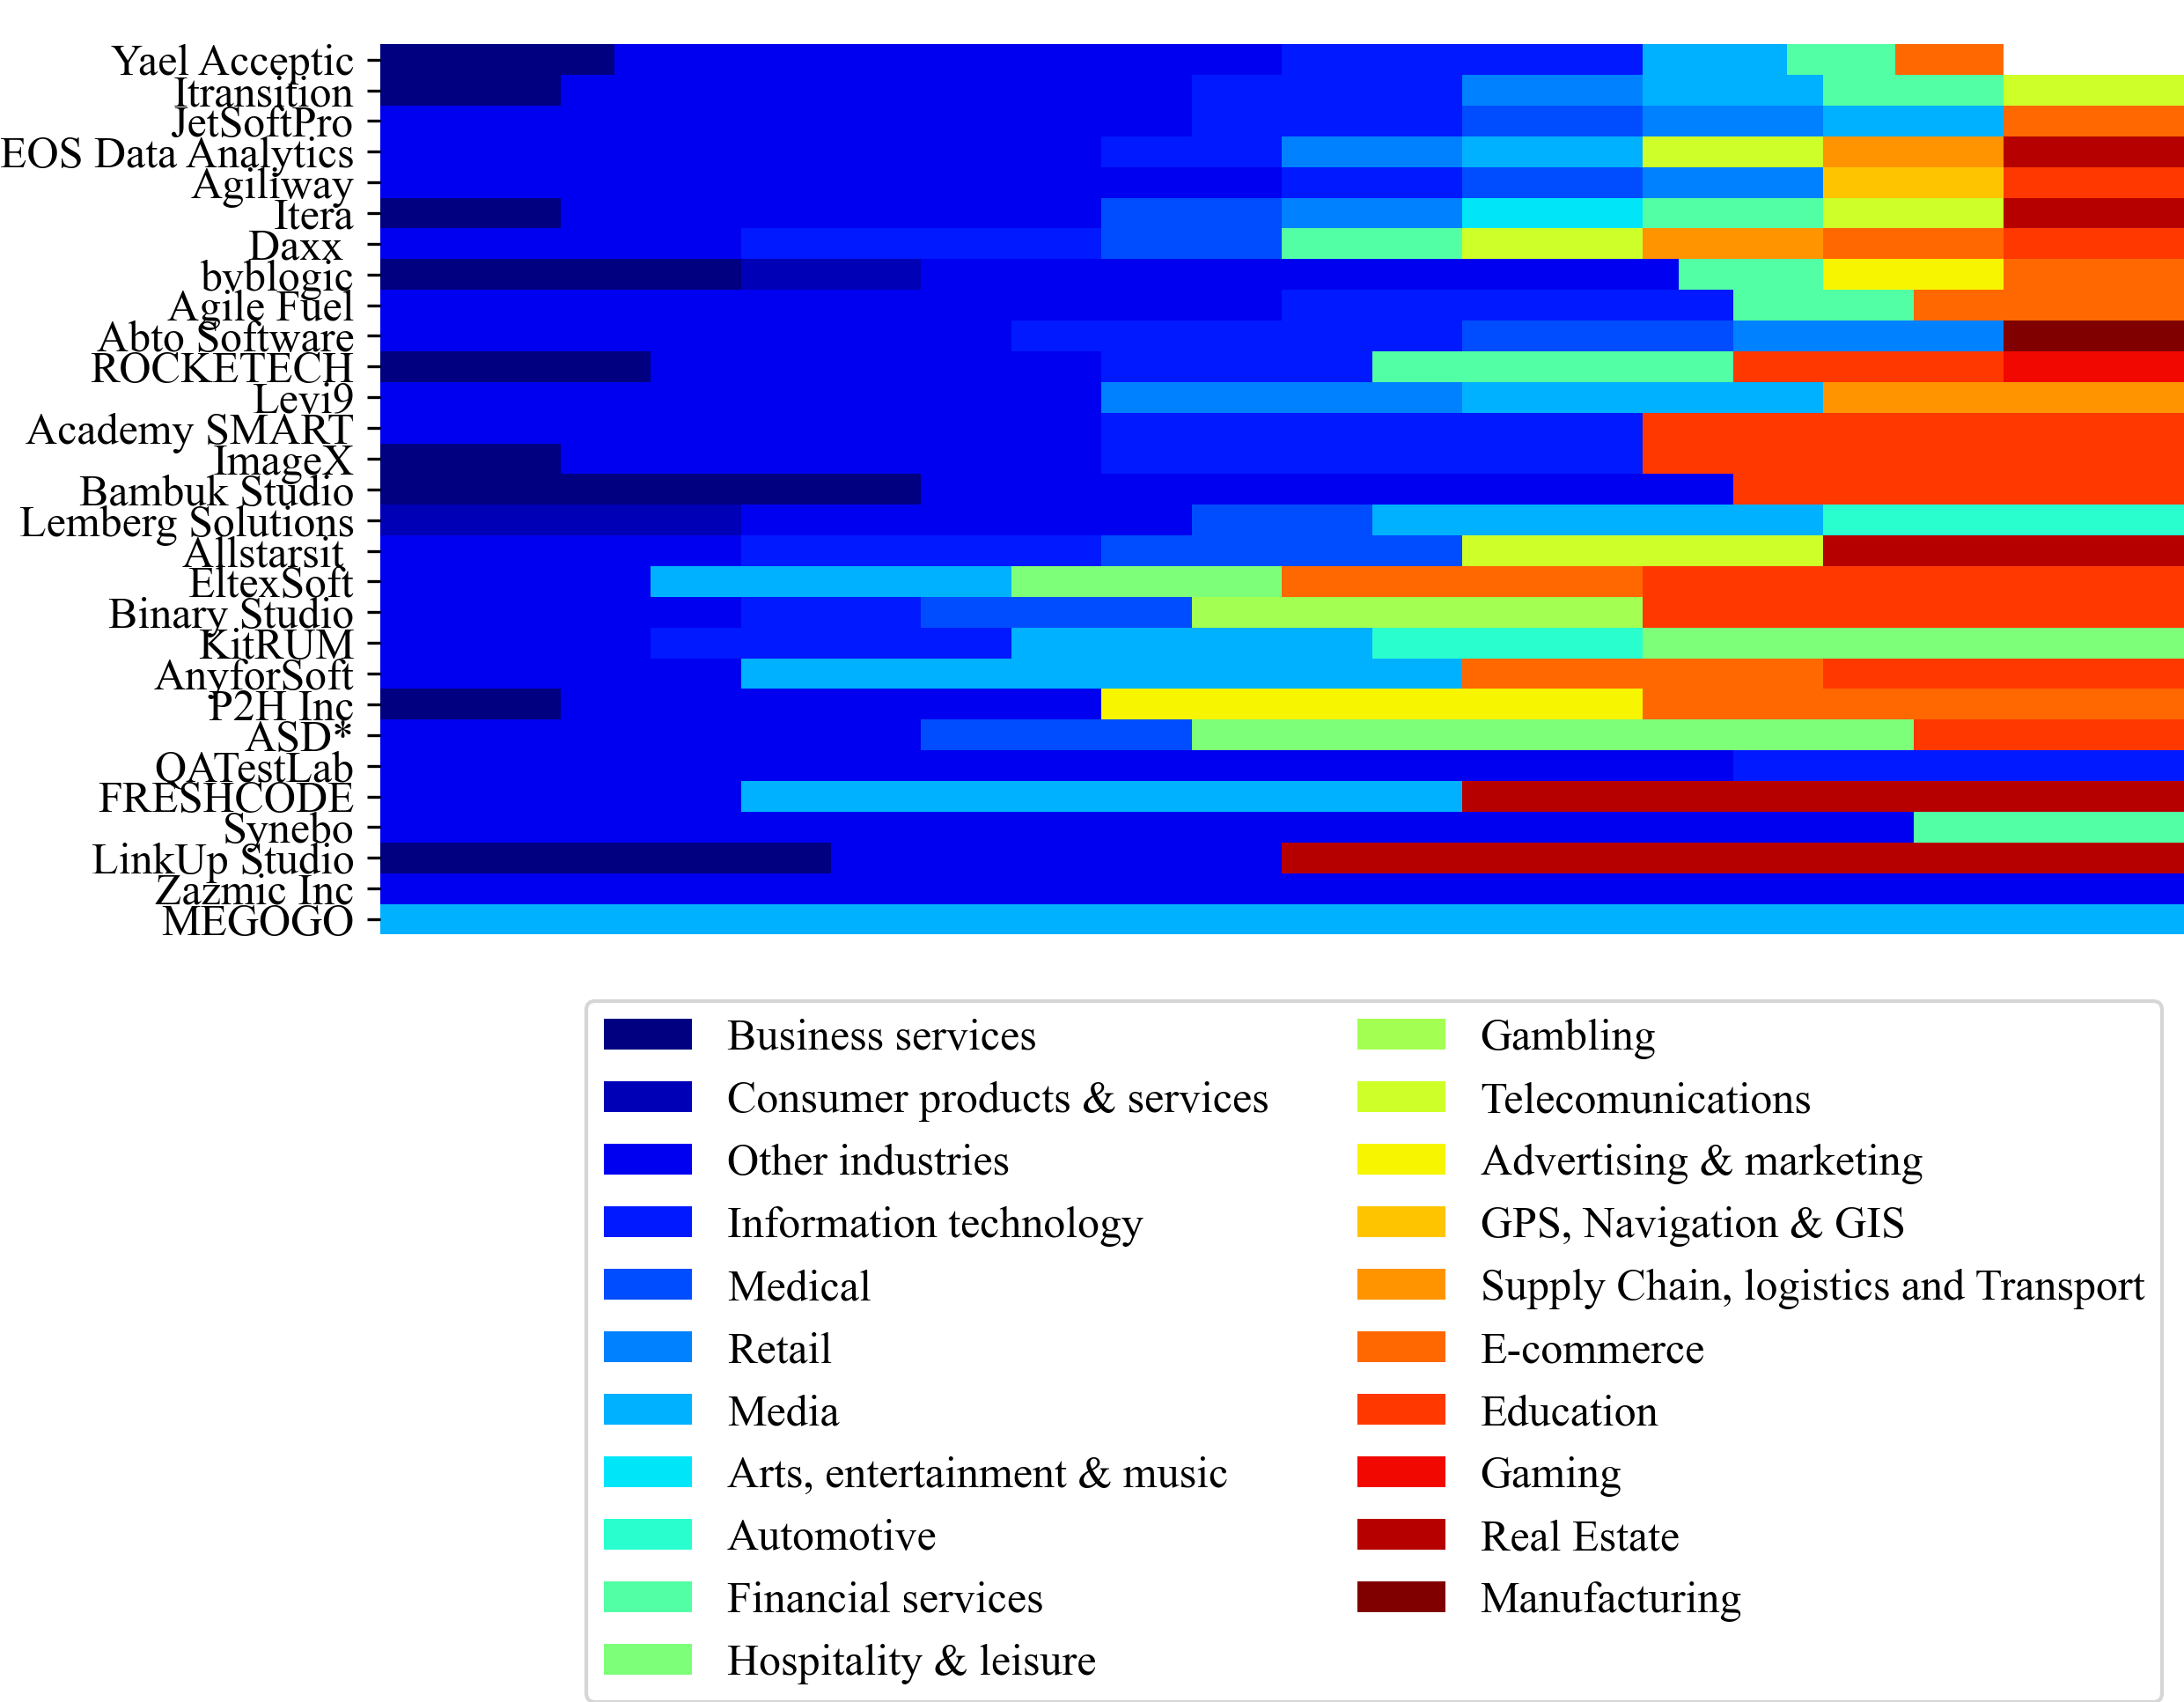 Yael Acceptic
Itransition
JetSoftPro
EOS Data Analytics
Agiliway
Itera
Daxx
bvblogic
Agile Fuel
Abto Software
ROCKETECH
Levi9
Academy SMART
ImageX
Bambuk Studio
Lemberg Solutions
Allstarsit
EltexSoft
Binary Studio
KitRUM
AnyforSoft
P2H Inc
ASD*
QATestLab
FRESHCODE
Synebo
LinkUp Studio
Zazmic Inc
MEGOGO
Business services
Consumer products & services
Other industries
Information technology
Medical
Retail
Media
Arts, entertainment & music
Automotive
Financial services
Hospitality & leisure
Gambling
Telecomunications
Advertising & marketing
GPS, Navigation & GIS
Supply Chain, logistics and Transport
E-commerce
Education
Gaming
Real Estate
Manufacturing